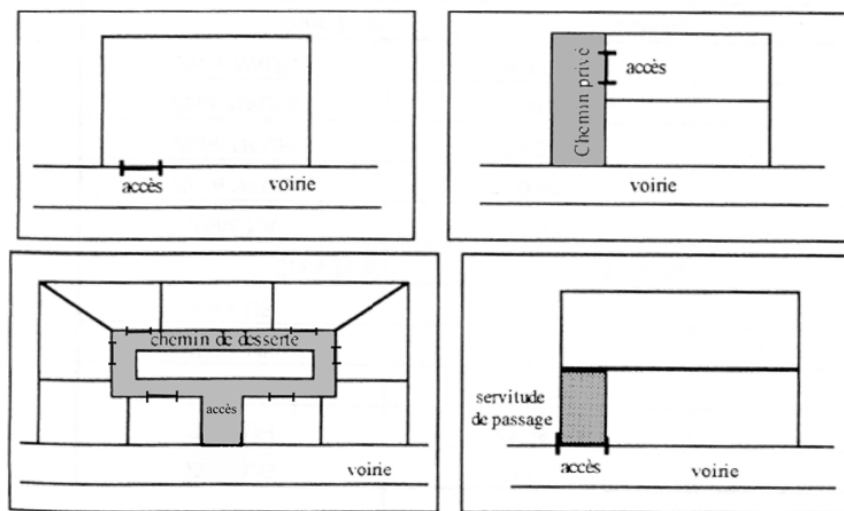 accès
voirie
Chemin privé
accès
voirie
chemin de desserte
accès
voirie
servitude
de passage
accès
voirie